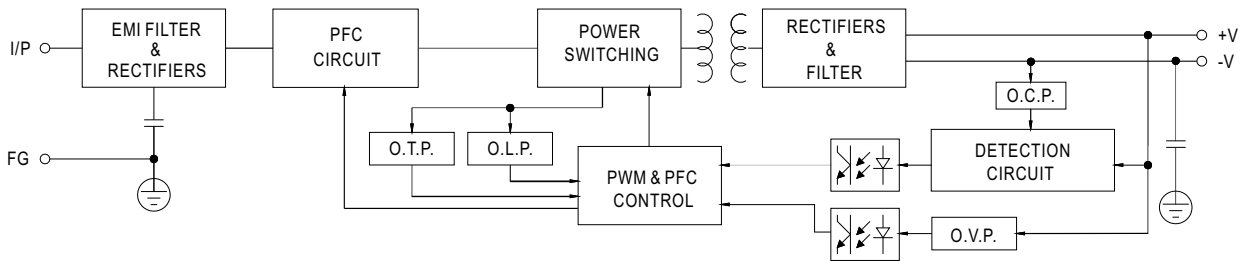 I/P
EMI FILTER
&
RECTIFIERS
PFC
CIRCUIT
POWER
SWITCHING
RECTIFIERS
&
FILTER
+V
-V
O.C.P.
FG
O.T.P.
O.L.P.
PWM & PFC
CONTROL
DETECTION
CIRCUIT
O.V.P.